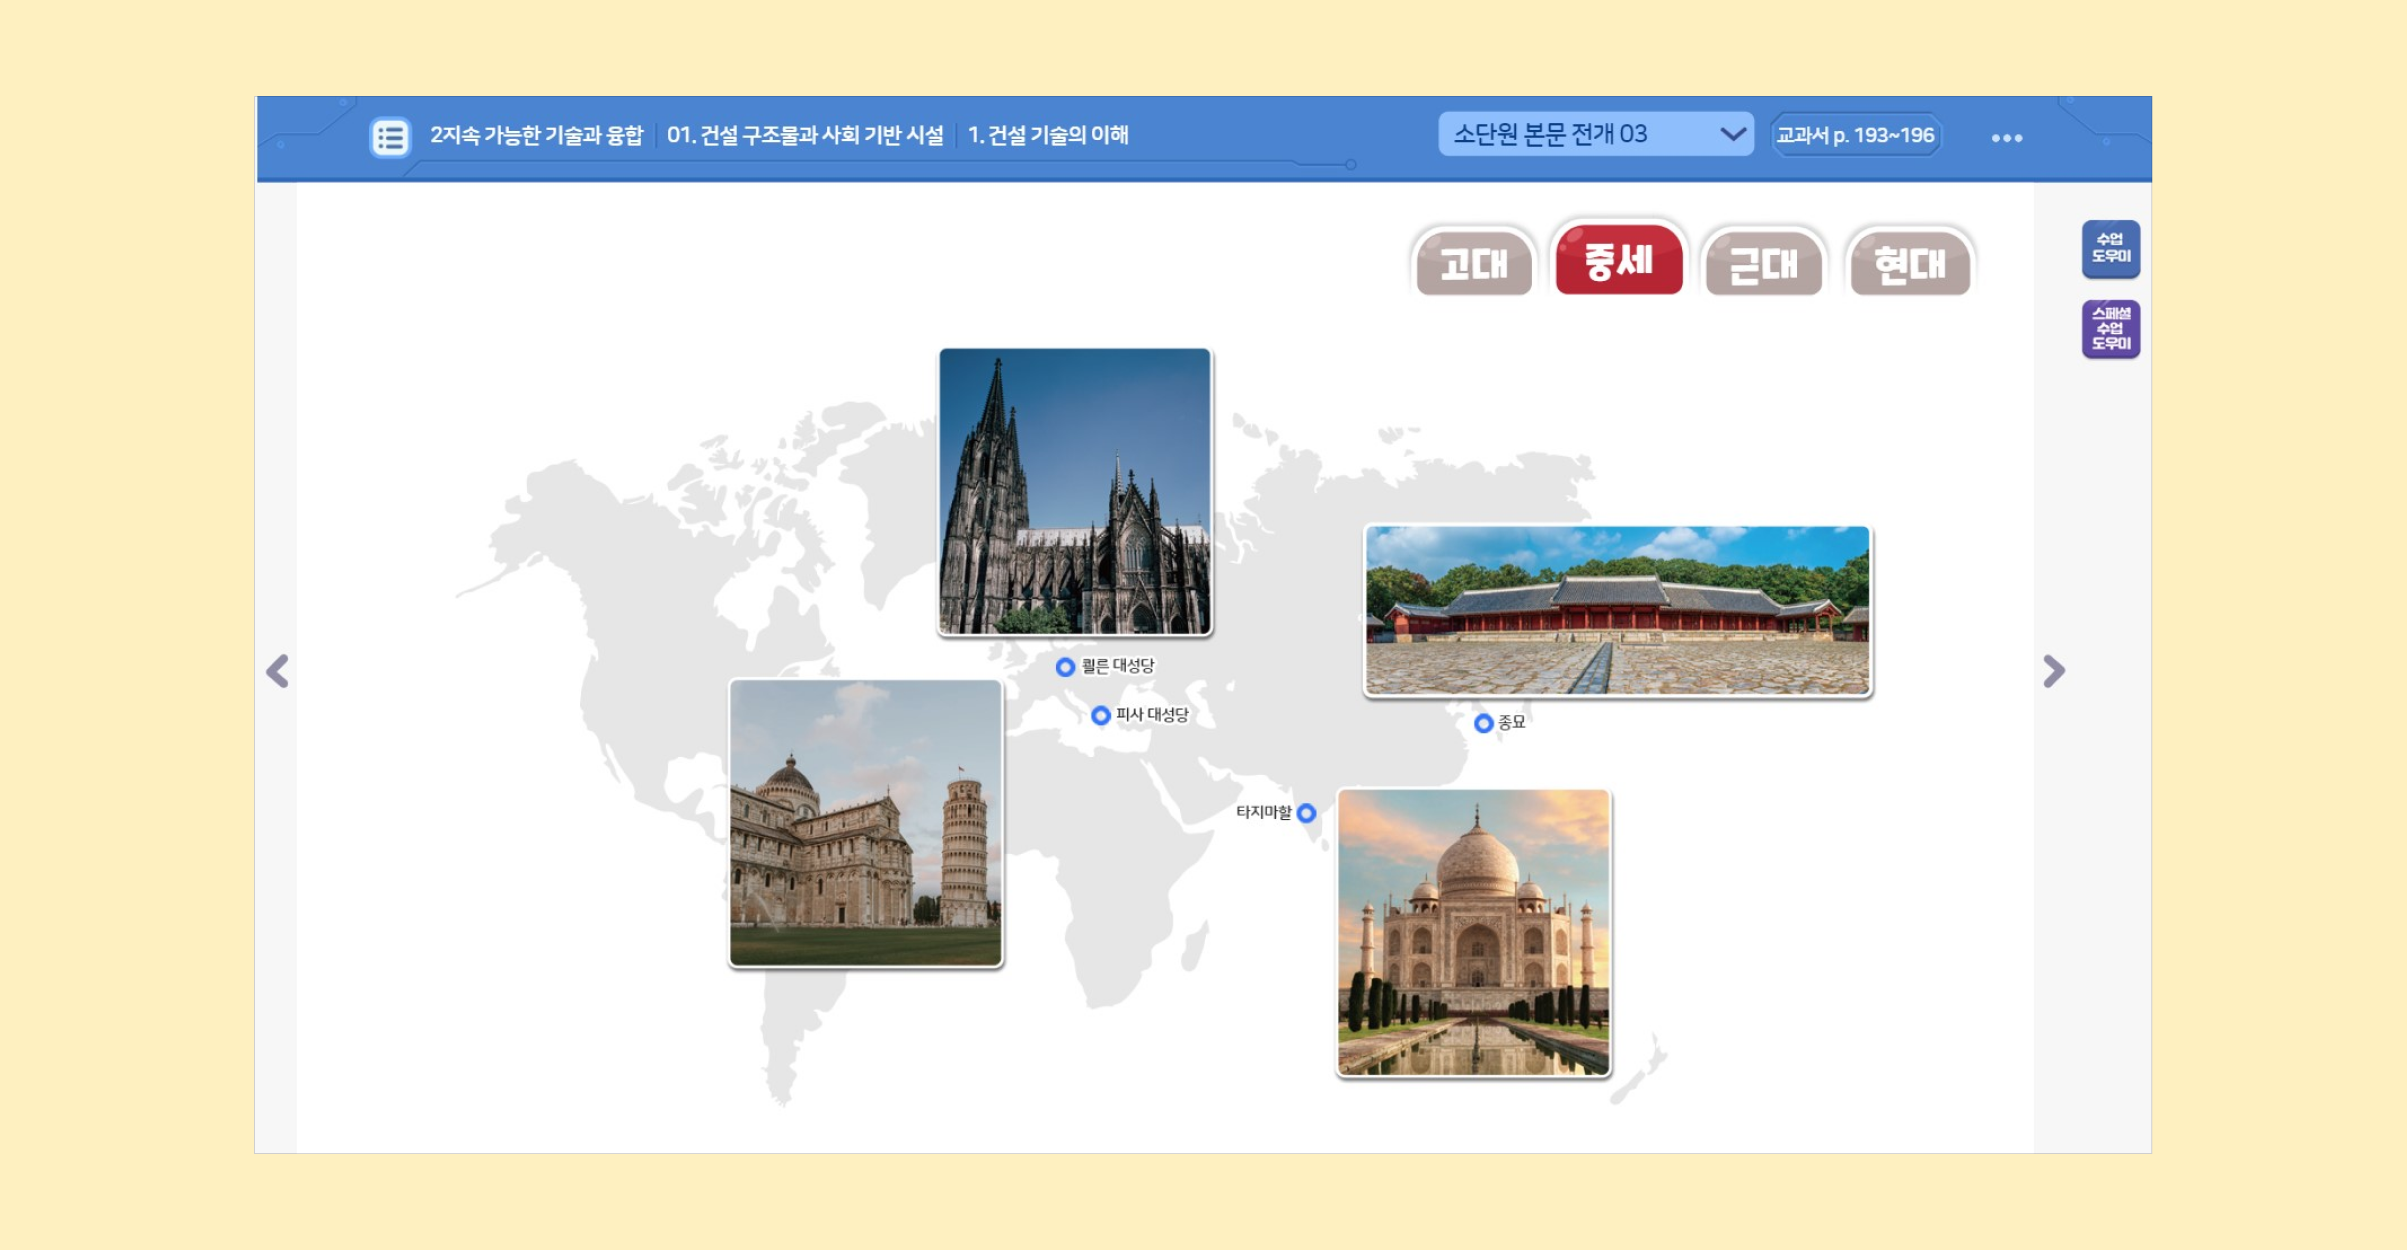 2지속 가능한 기술과 융합 01. 건설 구조물과 사회 기반 시설 1. 건설 기술의 이해
소단원 본문 전개 03
교과서 p. 193~196
고대 중세 근대 현대
수업
도우미
스페셜
수업
도우미
쾰른 대성당
피사 대성당
종묘
타지마할